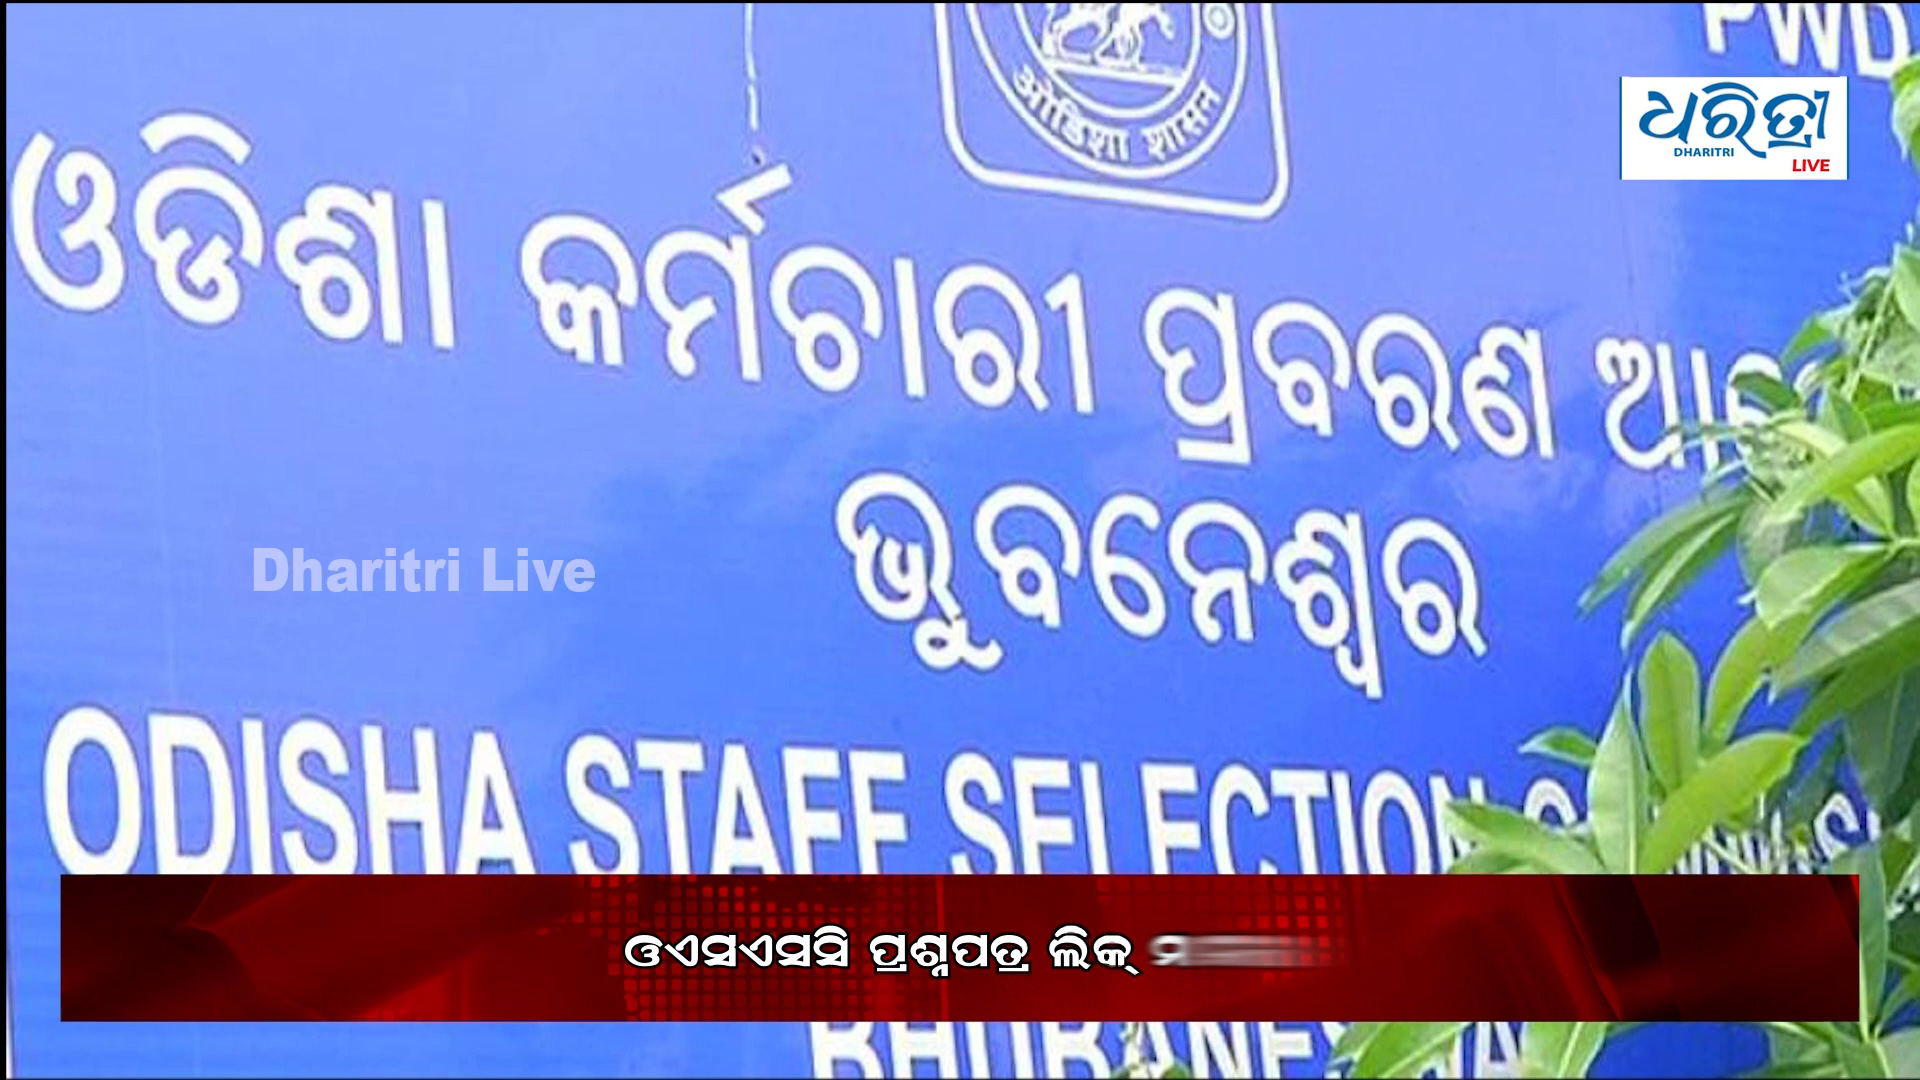 PWD
ଧରିତ୍ରୀ
DHARITRI
LIVE
ଓଡିଶା ଶାସନ
ଓଡିଶା କର୍ମଚାରୀ ପ୍ରବରଣ
ଭୁବନେଶ୍ୱର
Dharitri Live
ODISHA STAFF SELECTION
ଓଏସଏସସି ପ୍ରଶ୍ନପତ୍ର ଲିକ୍